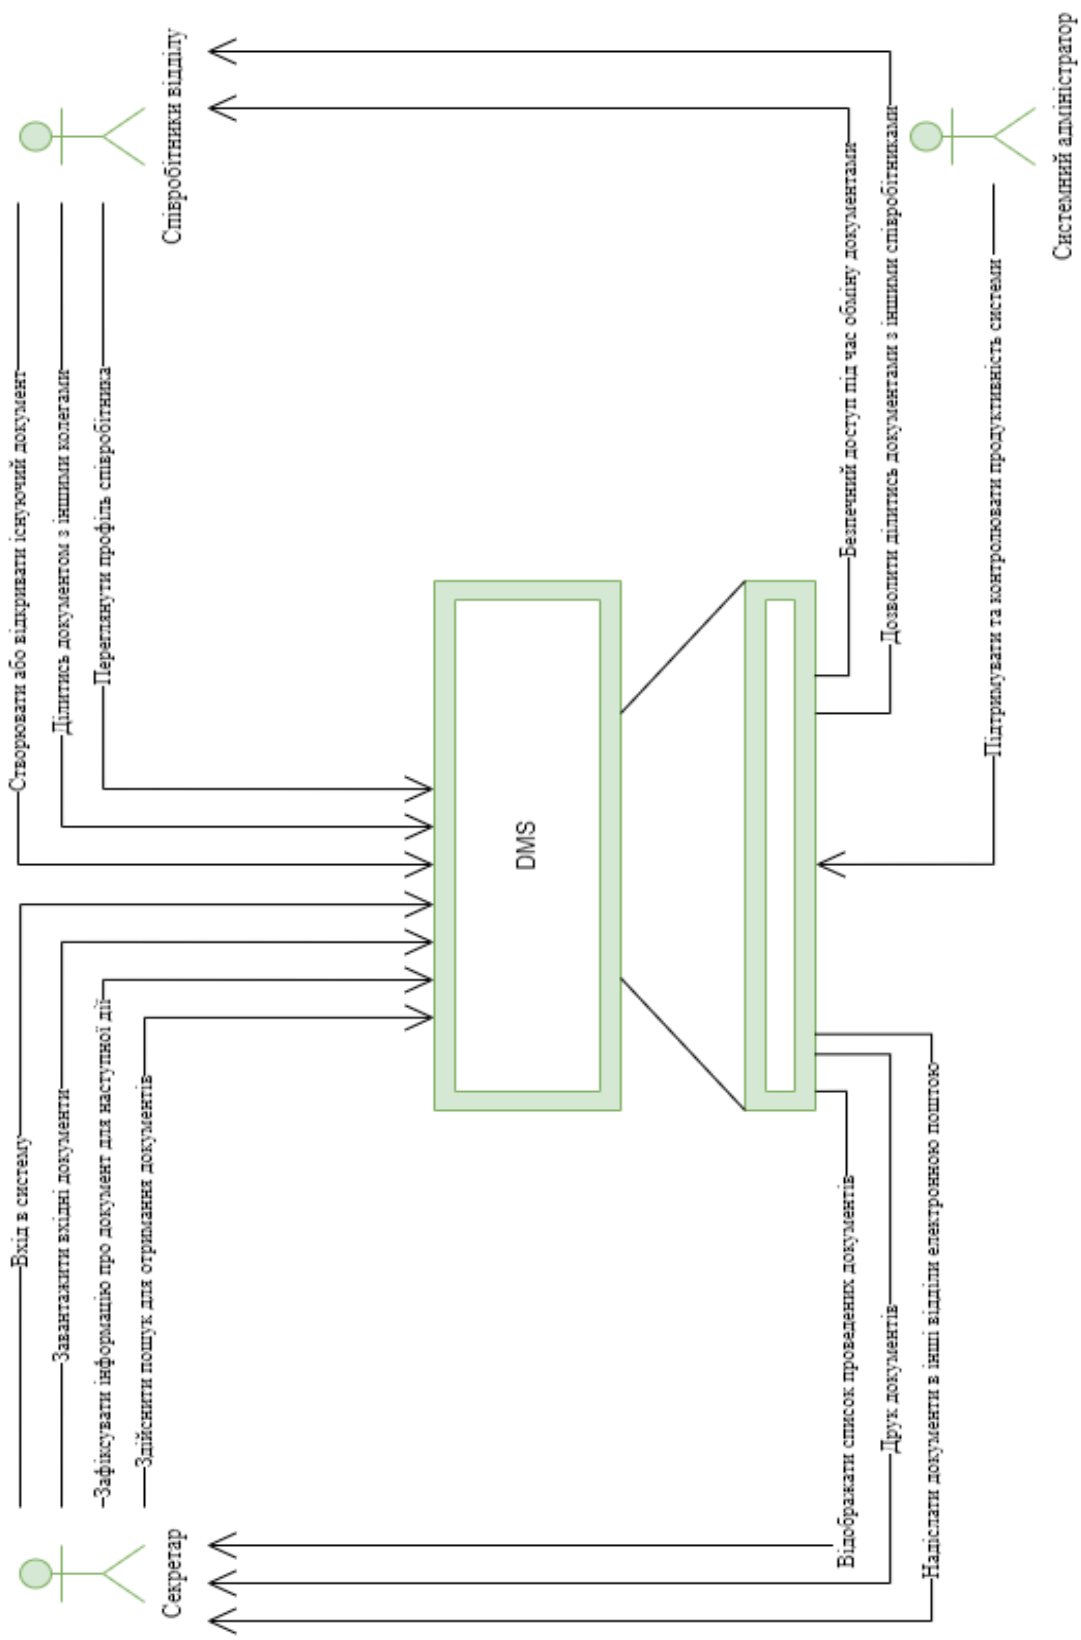 Вхід в систему
Завантажити вхідні документи
Зафіксувати інформацію про документ для наступної дії
Здійснити пошук для отримання документів
Секретар
Створювати або відкривати існуючий документ
Ділитись документом з іншими колегами
Переглянути профіль співробітника
Співробітники відділу
DMS
Відображати список проведених документів
Друк документів
Надіслати документи в інші відділи електронною поштою
Безпечний доступ під час обміну документами
Дозволити ділитись документами з іншими співробітниками
Підтримувати та контролювати продуктивність системи
Системний адміністратор